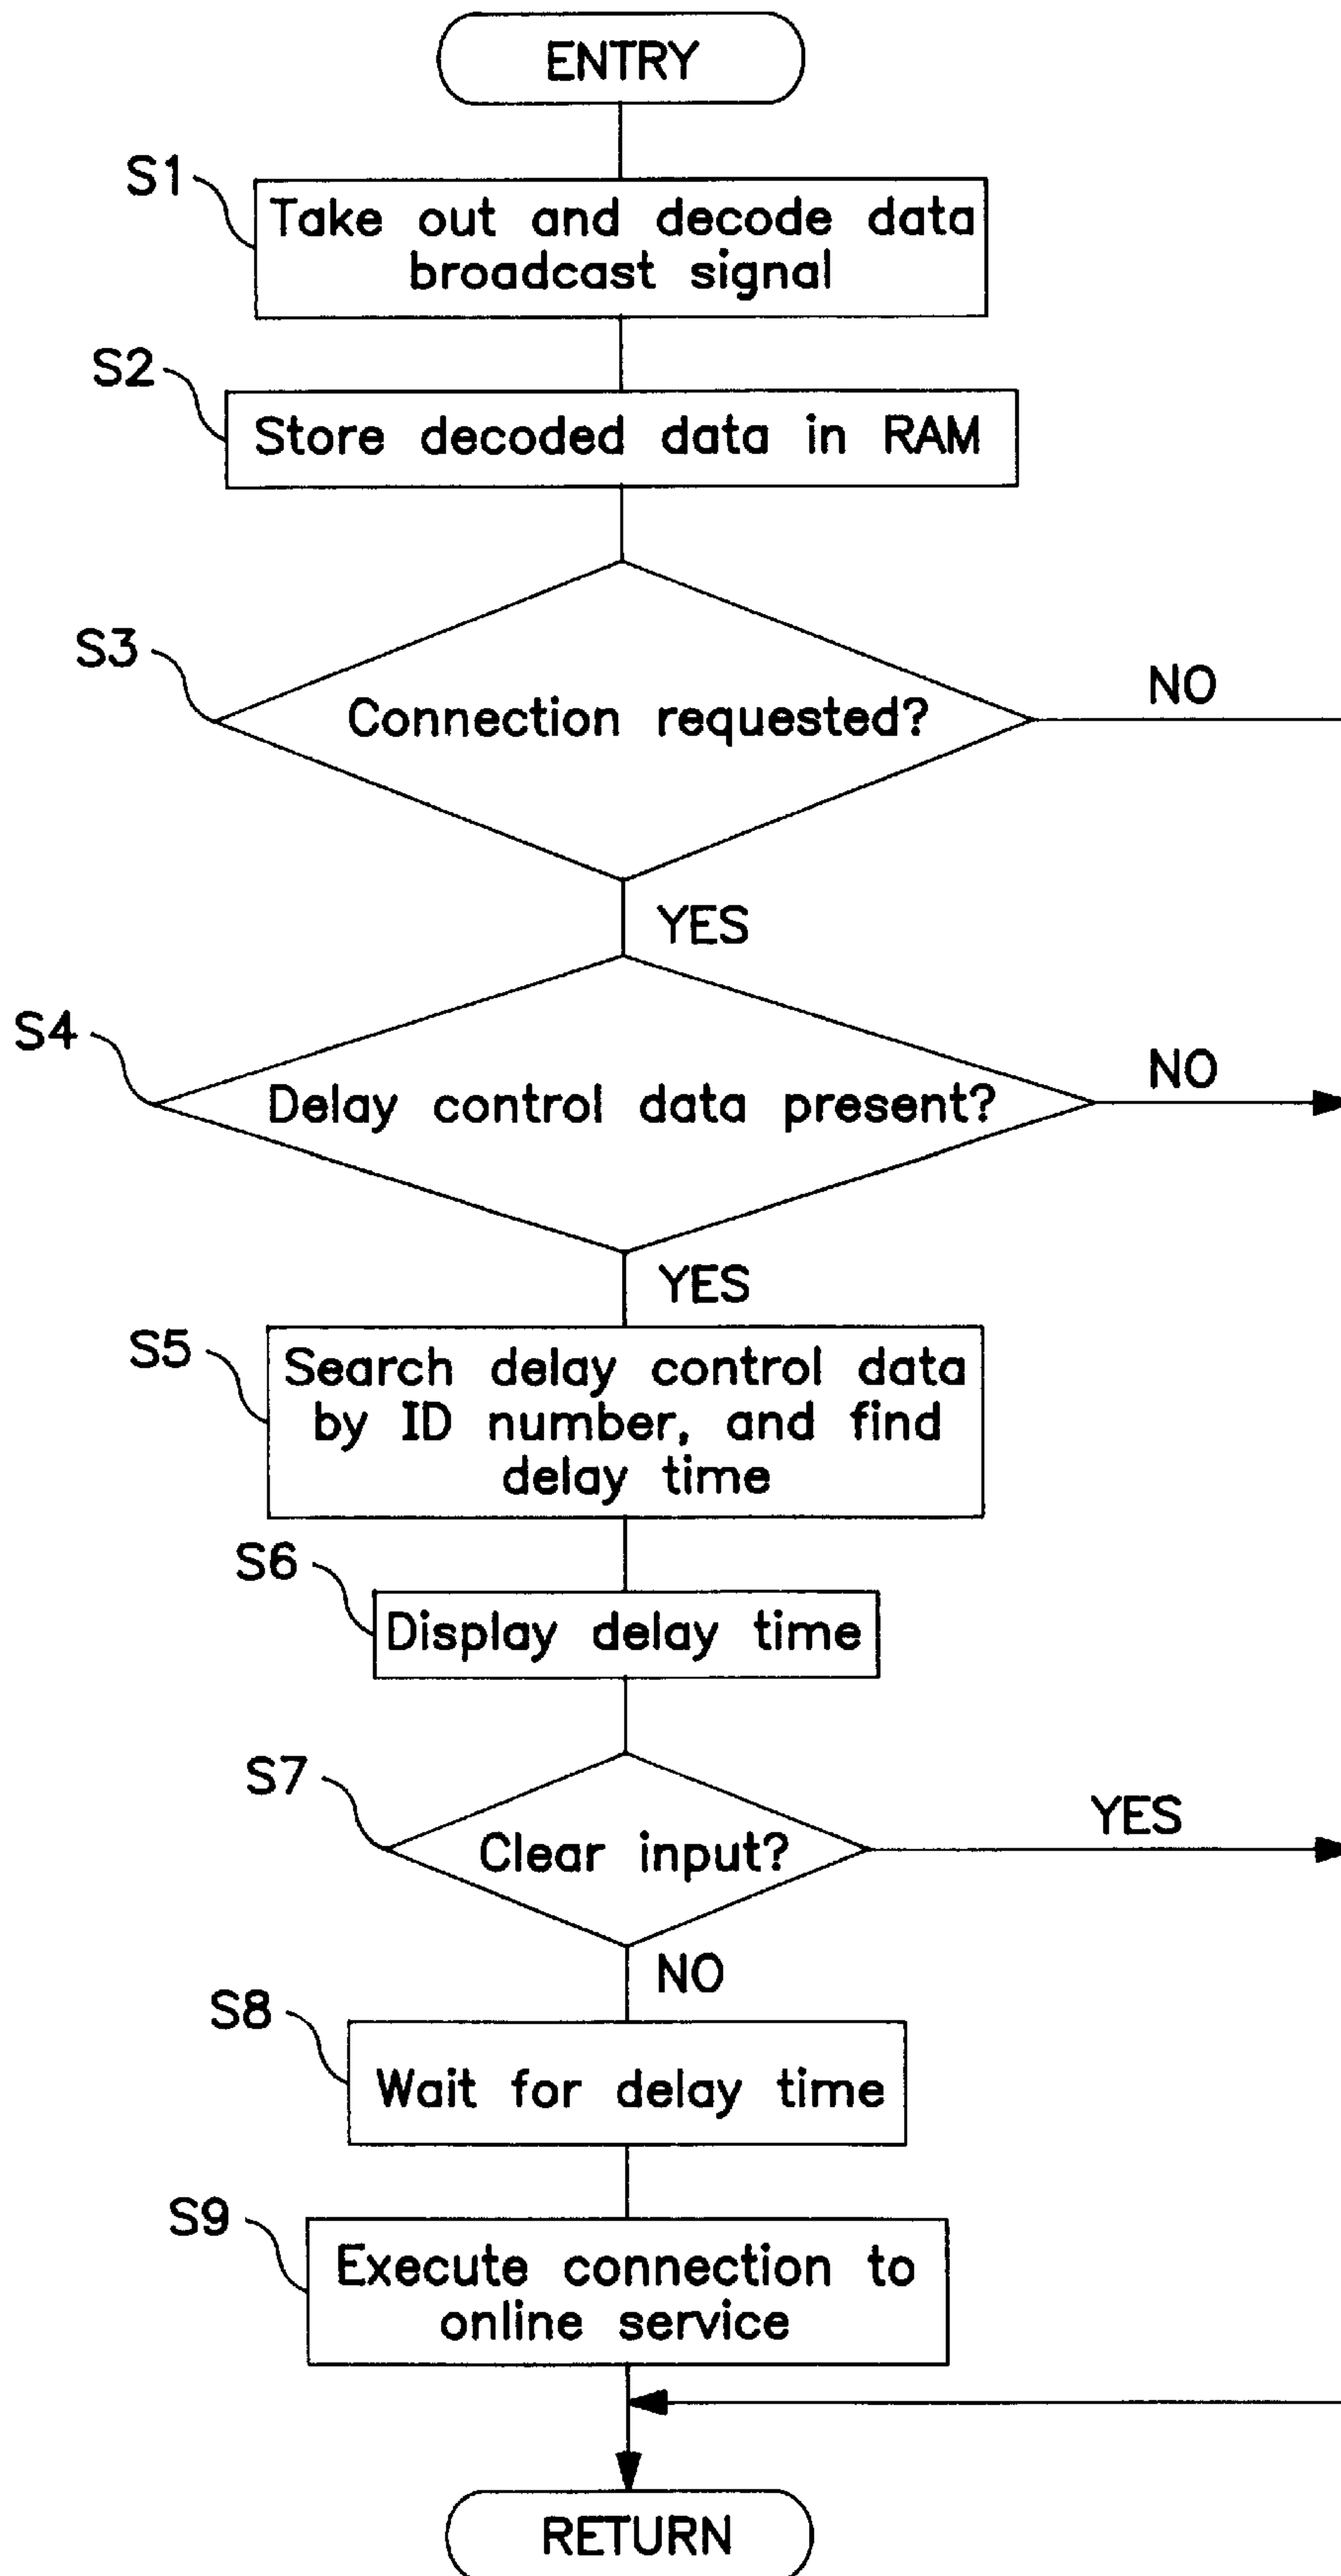 ENTRY
S1
Take out and decode data
broadcast signal
S2
Store decoded data in RAM
S3
Connection requested?
NO
YES
S4
Delay control data present?
NO
YES
S5
Search delay control data
by ID number, and find
delay time
S6
Display delay time
S7
Clear input?
YES
NO
S8
Wait for delay time
S9
Execute connection to
online service
RETURN